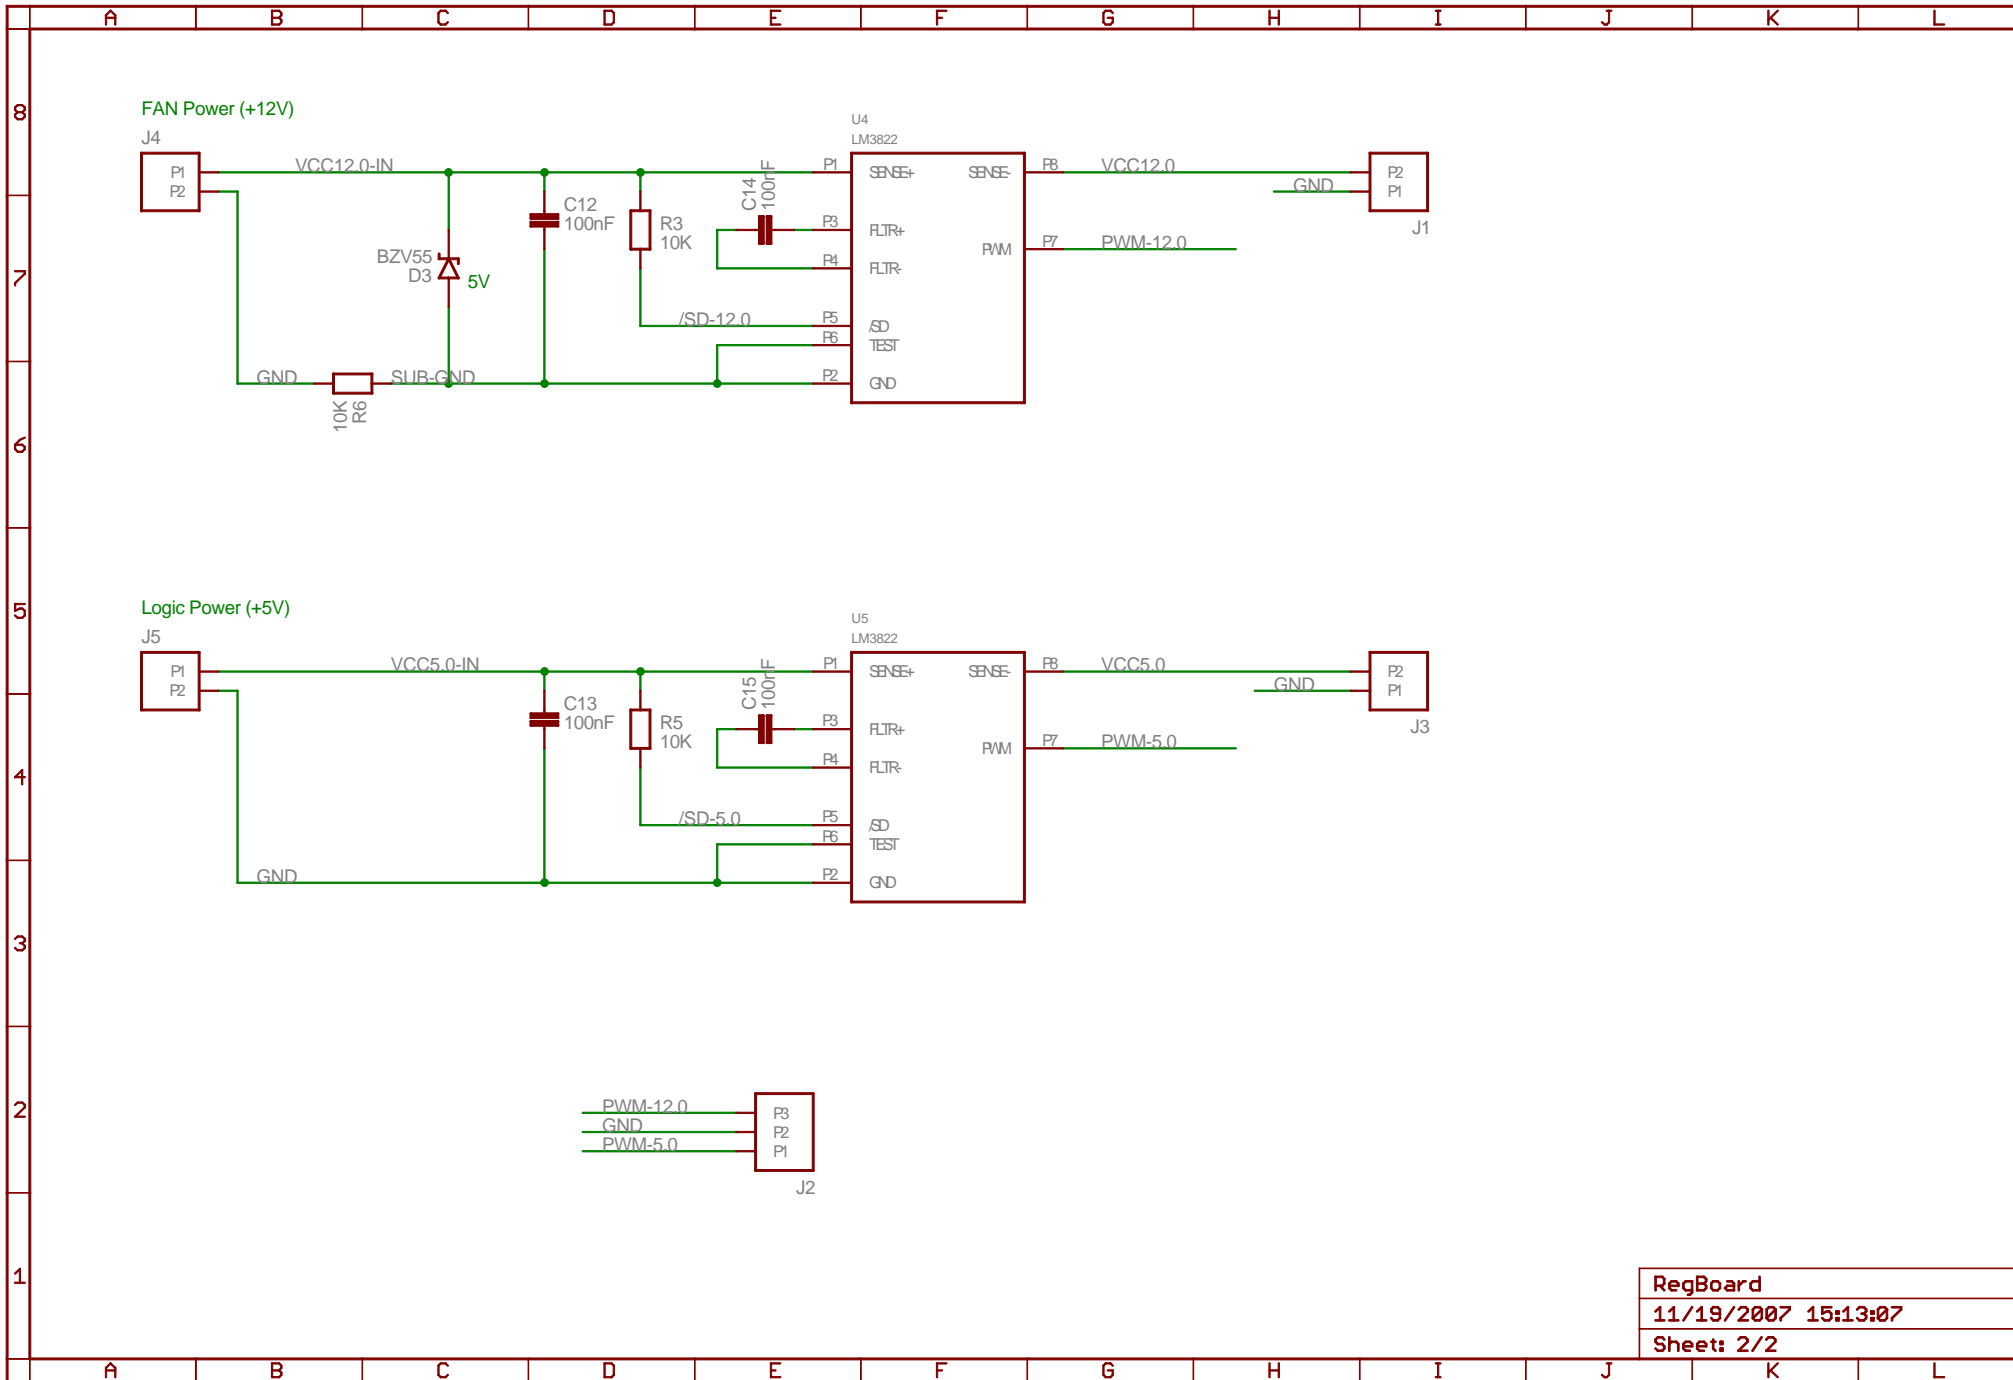 A B C D E F G H I J K L
8
FAN Power (+12V)
J4
P1
P2
VCC12.0-IN
C12
100nF
R3
10K
C14
100nF
BZV55
D3
5V
/SD-12.0
GND
10K
R6
SUB-GND
U4
LM3822
P1 SENSE+
SENSE- P8
P3 FLTR+
P4 FLTR-
PWM P7
P5 /SD
P6 TEST
P2 GND
VCC12.0
GND
PWM-12.0
P2
P1
J1
7
6
5
Logic Power (+5V)
J5
P1
P2
VCC5.0-IN
C13
100nF
R5
10K
C15
100nF
/SD-5.0
GND
U5
LM3822
P1 SENSE+
SENSE- P8
P3 FLTR+
P4 FLTR-
PWM P7
P5 /SD
P6 TEST
P2 GND
VCC5.0
GND
PWM-5.0
P2
P1
J3
4
3
2
PWM-12.0 P3
GND P2
PWM-5.0 P1
J2
1
RegBoard
11/19/2007 15:13:07
Sheet: 2/2
A B C D E F G H I J K L